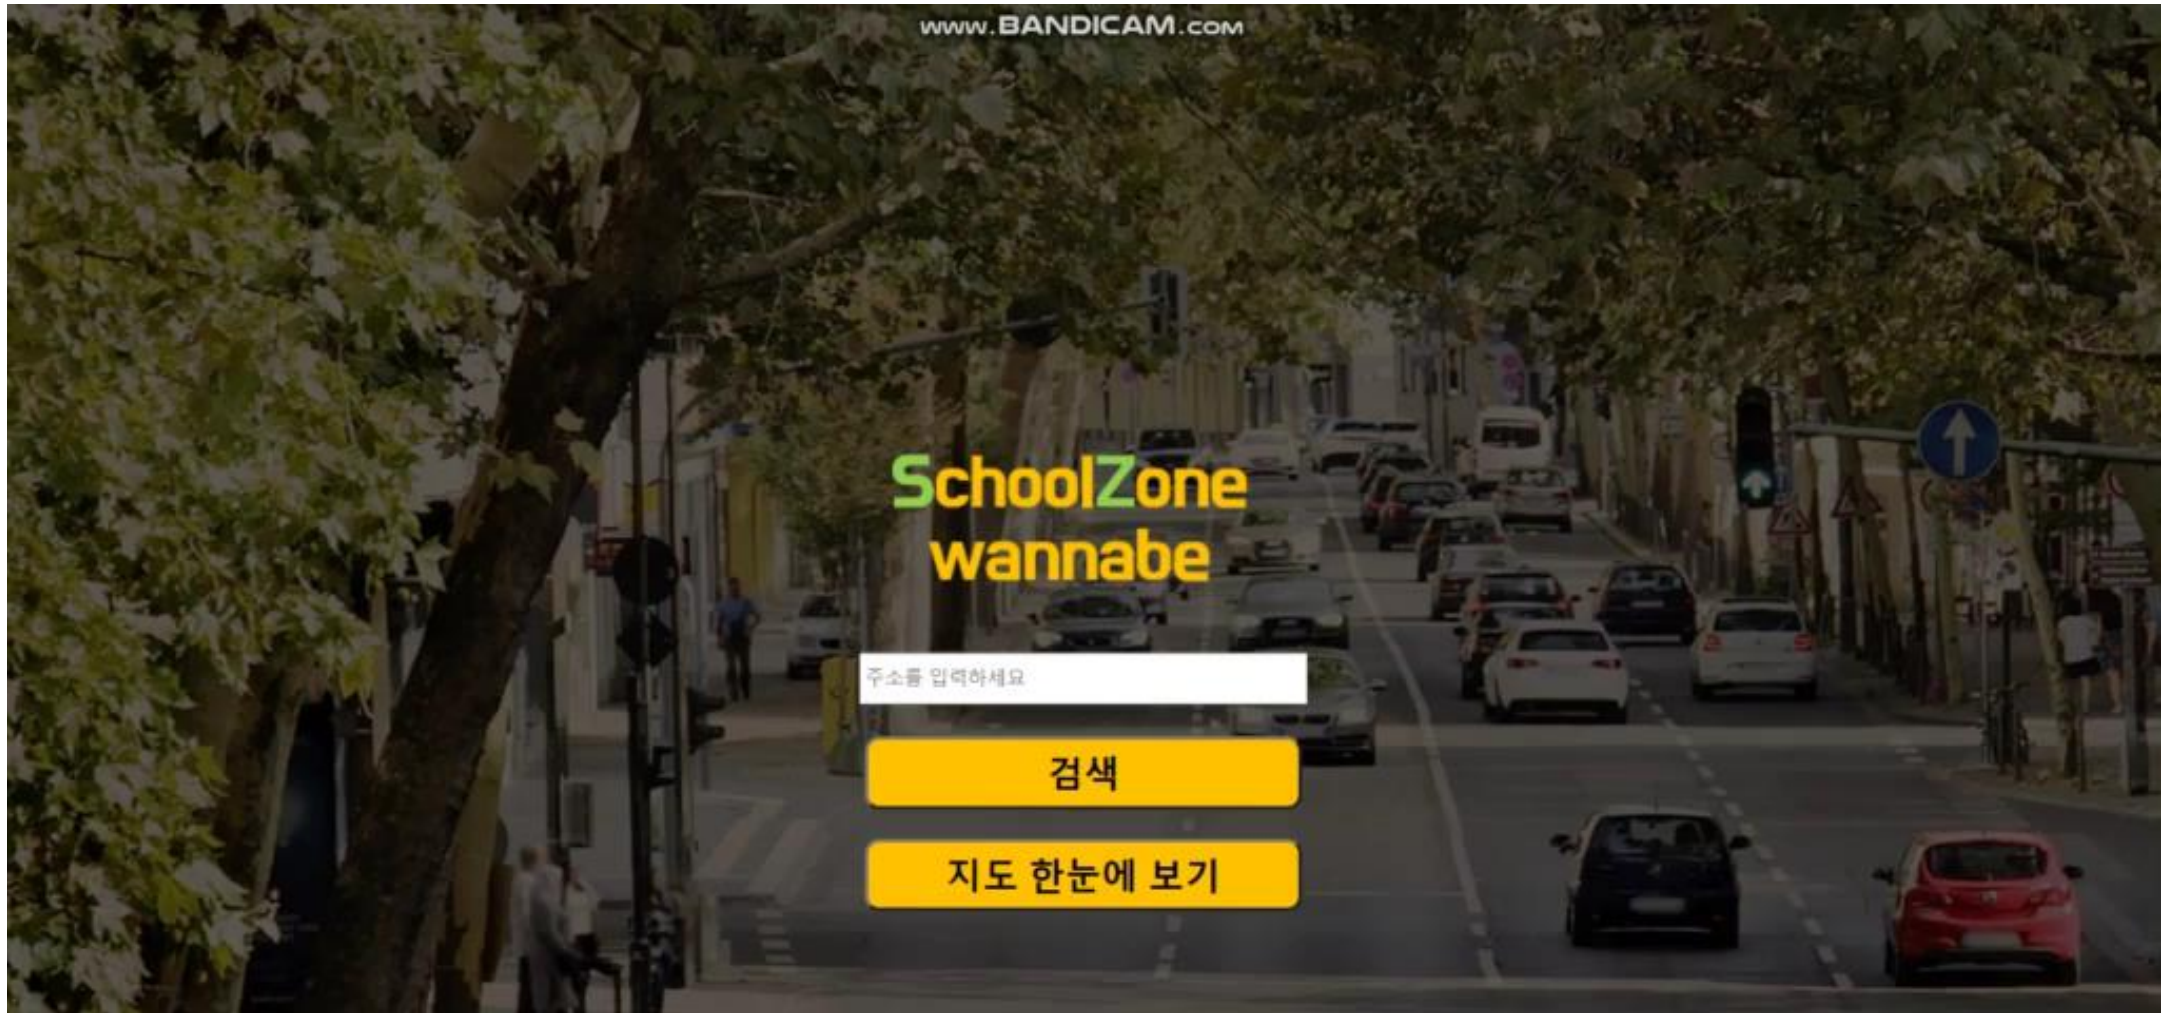 www.BANDICAM.com
SchoolZone
wannabe
주소를 입력하세요
검색
지도 한눈에 보기